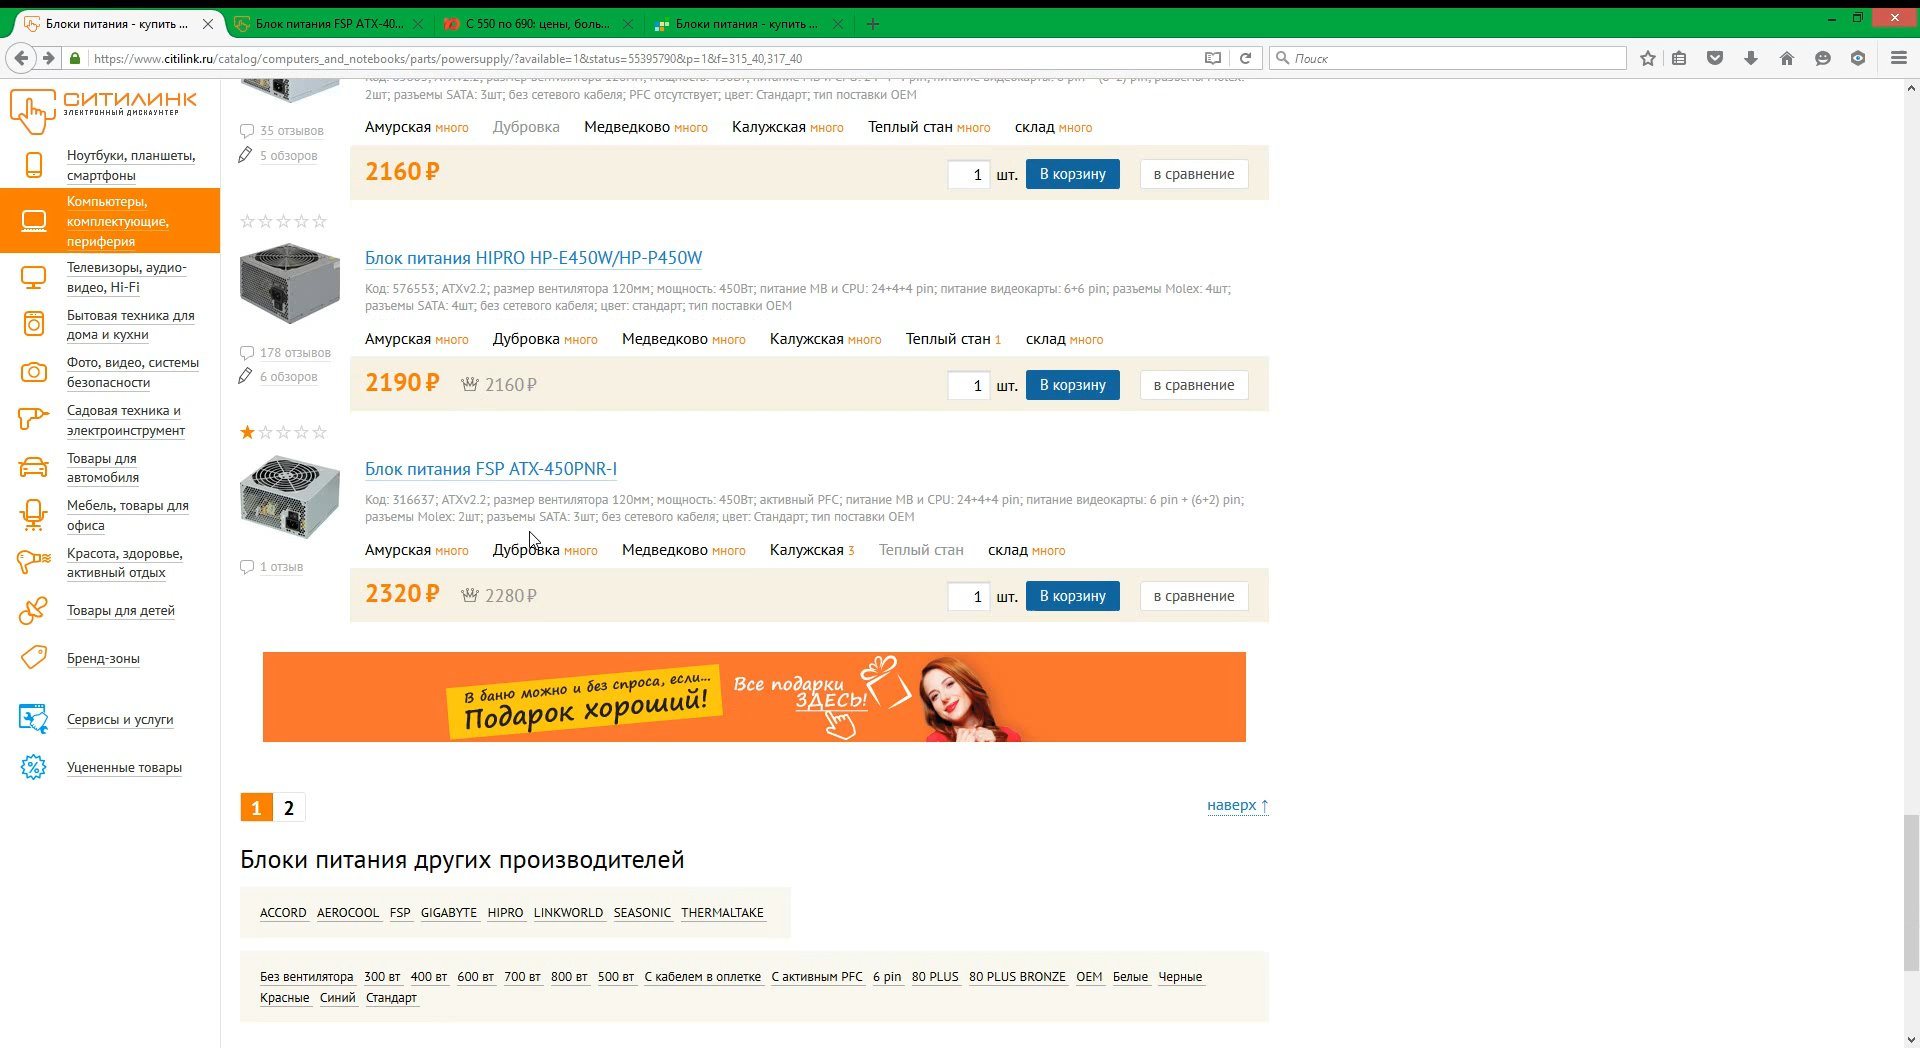 Блоки питания - купить ...
Блок питания FSP ATX-40...
С 550 по 690: цены, боль...
Блоки питания - купить ...
https://www.citilink.ru/catalog/computers_and_notebooks/parts/powersupply/?available=1&status=55395790&p=1&f=315_40,317_40
Поиск
СИТИЛИНК
ЭЛЕКТРОННЫЙ ДИСКАУНТЕР
Ноутбуки, планшеты,
смартфоны
Компьютеры,
комплектующие,
периферия
Телевизоры, аудио-
видео, Hi-Fi
Бытовая техника для
дома и кухни
Фото, видео, системы
безопасности
Садовая техника и
электроинструмент
Товары для
автомобиля
Мебель, товары для
офиса
Красота, здоровье,
активный отдых
Товары для детей
Бренд-зоны
Сервисы и услуги
Уцененные товары
2шт; разъемы SATA: 3шт; без сетевого кабеля; PFC отсутствует; цвет: Стандарт; тип поставки OEM
35 отзывов
5 обзоров
Амурская много Дубровка Медведково много Калужская много Теплый стан много склад много
2160 ₽ 1 шт. В корзину в сравнение
Блок питания HIPRO HP-E450W/HP-P450W
Код: 576553; ATXv2.2; размер вентилятора 120мм; мощность: 450Вт; питание MB и CPU: 24+4+4 pin; питание видеокарты: 6+6 pin; разъемы Molex: 4шт;
разъемы SATA: 4шт; без сетевого кабеля; цвет: стандарт; тип поставки OEM
178 отзывов
6 обзоров
Амурская много Дубровка много Медведково много Калужская много Теплый стан 1 склад много
2190 ₽ 2160 ₽ 1 шт. В корзину в сравнение
Блок питания FSP ATX-450PNR-I
Код: 316637; ATXv2.2; размер вентилятора 120мм; мощность: 450Вт; активный PFC; питание MB и CPU: 24+4+4 pin; питание видеокарты: 6 pin + (6+2) pin;
разъемы Molex: 2шт; разъемы SATA: 3шт; без сетевого кабеля; цвет: Стандарт; тип поставки OEM
1 отзыв
Амурская много Дубровка много Медведково много Калужская 3 Теплый стан склад много
2320 ₽ 2280 ₽ 1 шт. В корзину в сравнение
В баню можно и без спроса, если...
Подарок хороший!
Все подарки
ЗДЕСЬ!
1 2
наверх ↑
Блоки питания других производителей
ACCORD AEROCOOL FSP GIGABYTE HIPRO LINKWORLD SEASONIC THERMALTAKE
Без вентилятора 300 вт 400 вт 600 вт 700 вт 800 вт 500 вт С кабелем в оплетке С активным PFC 6 pin 80 PLUS 80 PLUS BRONZE OEM Белые Черные
Красные Синий Стандарт